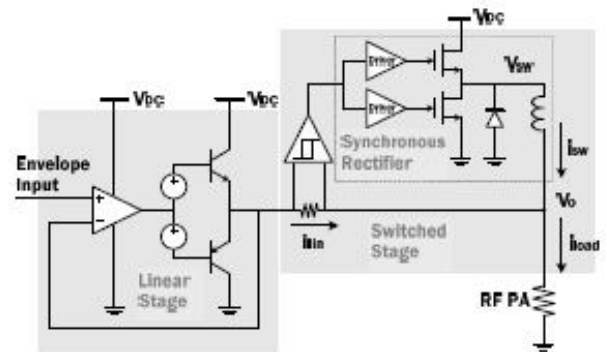 VDC
Driver
Vsw
Driver
VDC
VDC
Synchronous
Rectifier
isw
Envelope
Input
+
−
+
+
Vo
ilin
Switched
Stage
iload
Linear
Stage
RF PA